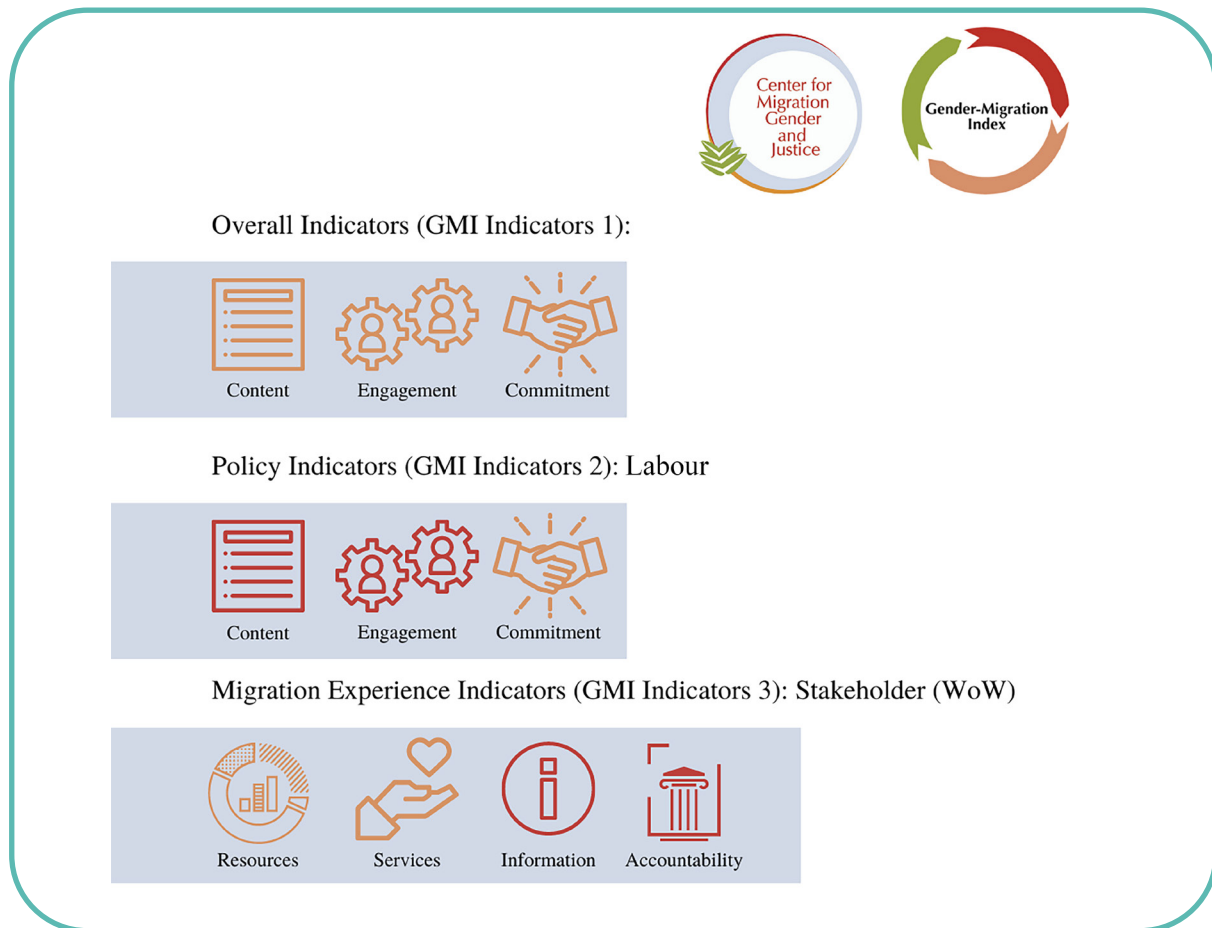 Center for
Migration
Gender
and
Justice
Gender-Migration
Index
Overall Indicators (GMI Indicators 1):
Content Engagement Commitment
Policy Indicators (GMI Indicators 2): Labour
Content Engagement Commitment
Migration Experience Indicators (GMI Indicators 3): Stakeholder (WoW)
Resources Services Information Accountability